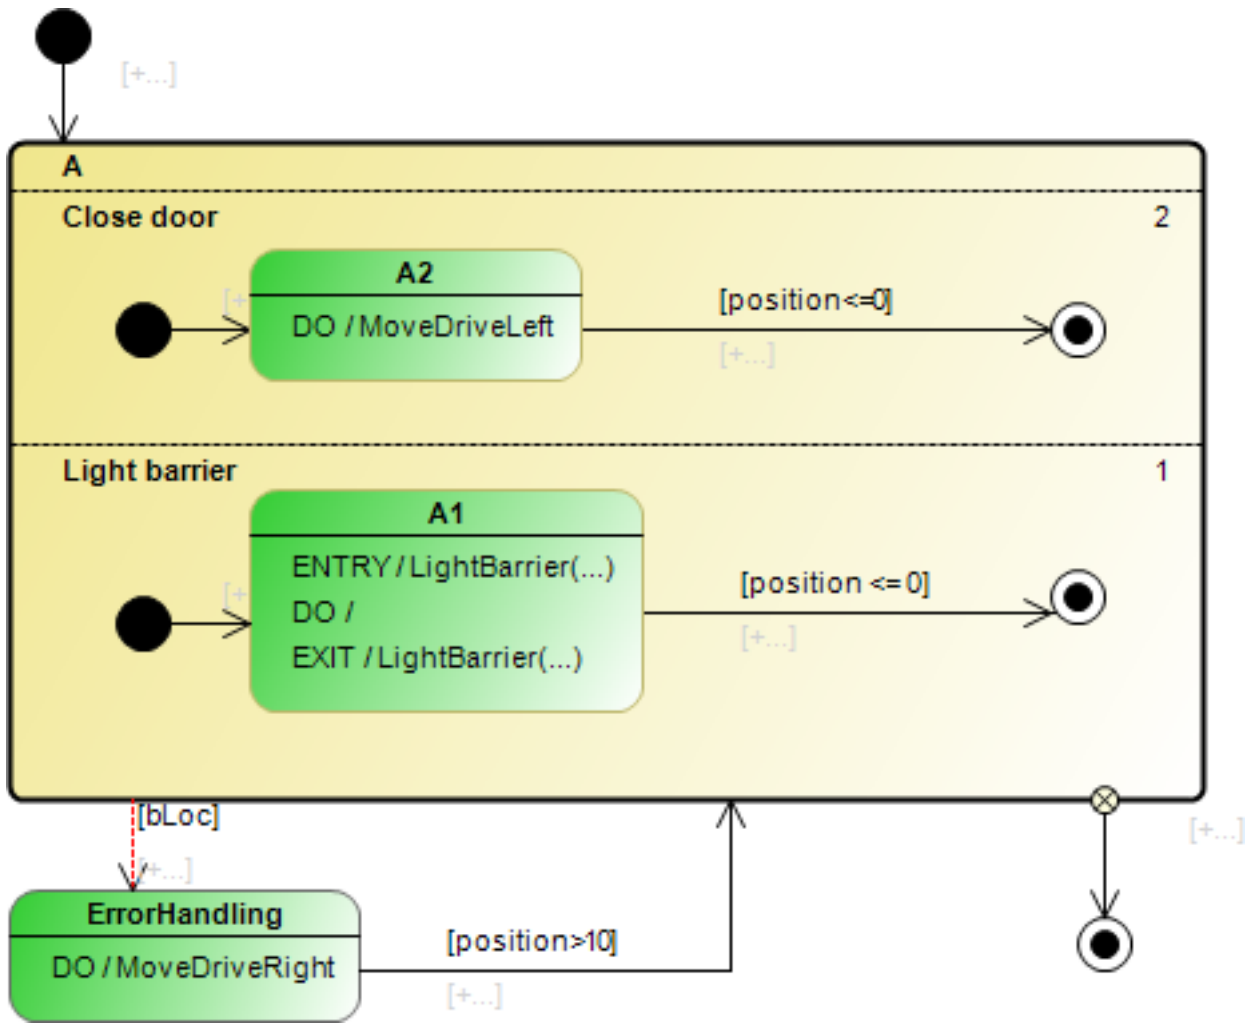 [+...]
A
Close door
2
A2
[+
DO / MoveDriveLeft
[position<=0]
[+...]
Light barrier
1
A1
ENTRY / LightBarrier(...)
[+
DO /
EXIT / LightBarrier(...)
[position <= 0]
[+...]
[bLoc]
[+...]
[+...]
ErrorHandling
DO / MoveDriveRight
[position>10]
[+...]